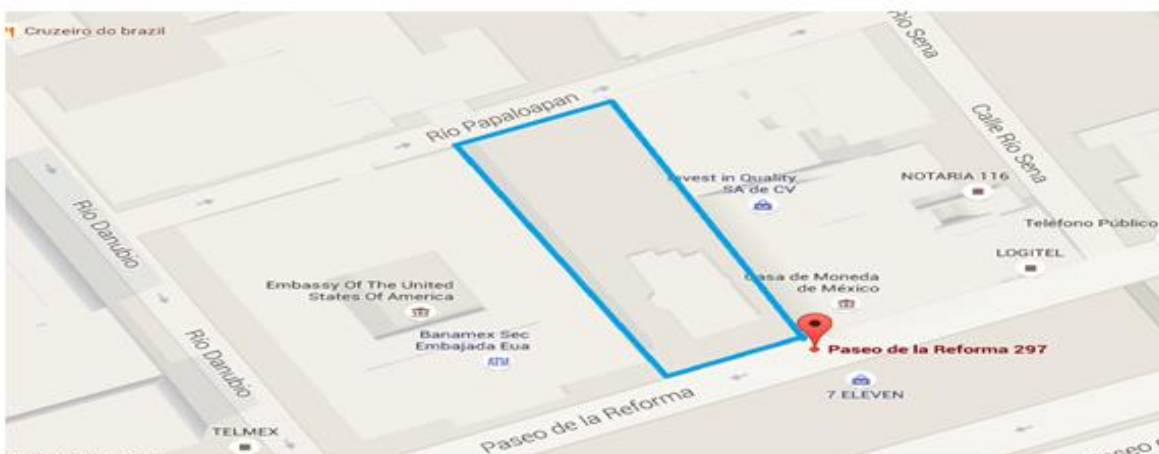 Cruzeiro do brazil
Río Sena
Río Papaloapan
Calle Río Sena
NOTARIA 116
SA de CV
in Quality
Río Danubio
Teléfono Público
LOGITEL
Embassy Of The United
States Of America
de Moneda
de México
Banamex Sec
Embajada Eua
ATM
Paseo de la Reforma 297
7 ELEVEN
Río Danubio
Paseo de la Reforma
TELMEX